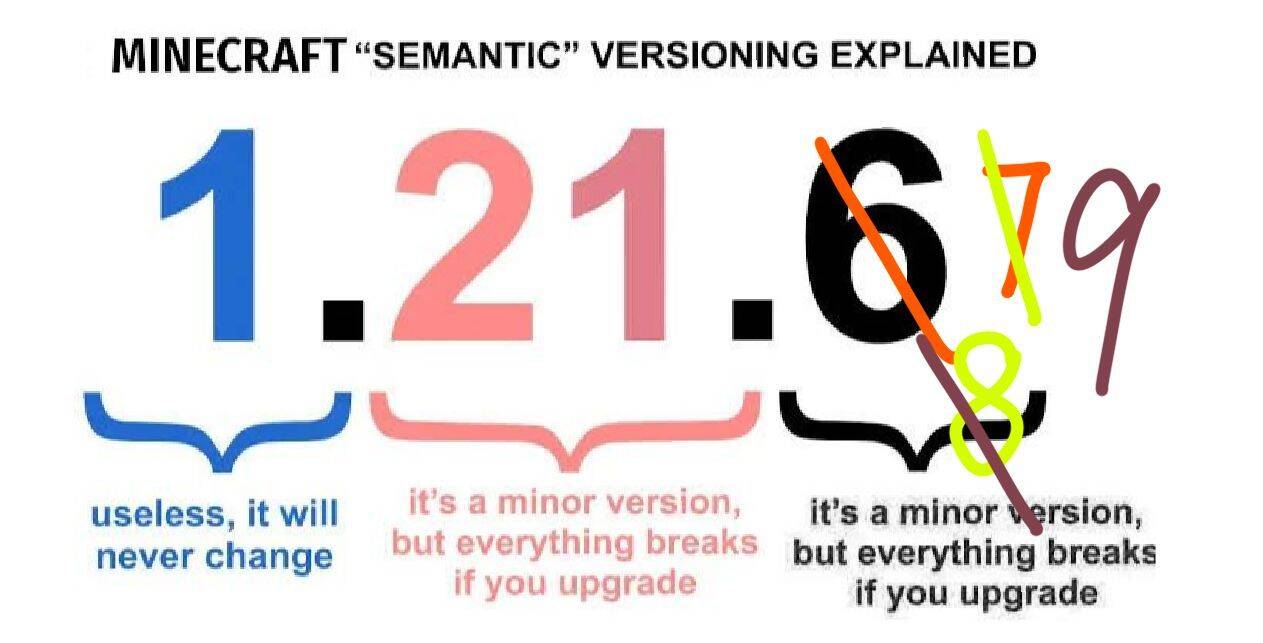 MINECRAFT “SEMANTIC” VERSIONING EXPLAINED
1.21.6 7 9
8
useless, it will
never change
it’s a minor version,
but everything breaks
if you upgrade
it’s a minor version,
but everything breaks
if you upgrade